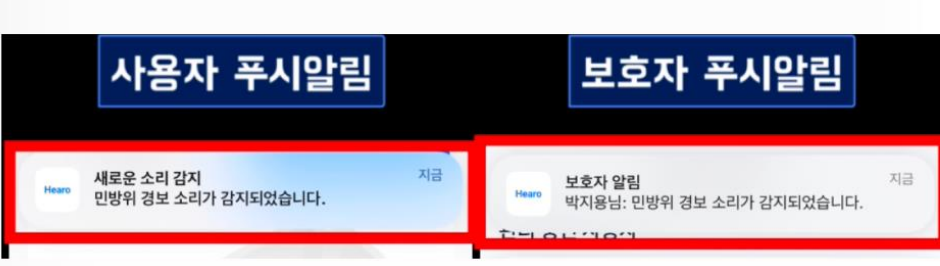 사용자 푸시알림
보호자 푸시알림
Hearo
새로운 소리 감지
지금
민방위 경보 소리가 감지되었습니다.
Hearo
보호자 알림
지금
박지용님: 민방위 경보 소리가 감지되었습니다.